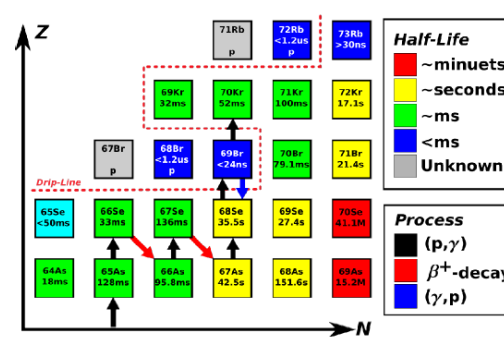 Z
71Rb
p
72Rb
<1.2us
p
73Rb
>30ns
69Kr
32ms
70Kr
52ms
71Kr
100ms
72Kr
17.1s
67Br
p
68Br
<1.2us
p
69Br
<24ns
70Br
79.1ms
71Br
21.4s
Drip-Line
65Se
<50ms
66Se
33ms
67Se
136ms
68Se
35.5s
69Se
27.4s
70Se
41.1M
64As
18ms
65As
128ms
66As
95.8ms
67As
42.5s
68As
151.6s
69As
15.2M
N
Half-Life
~minuets
~seconds
~ms
<ms
Unknown
Process
(p,γ)
β+-decay
(γ,p)